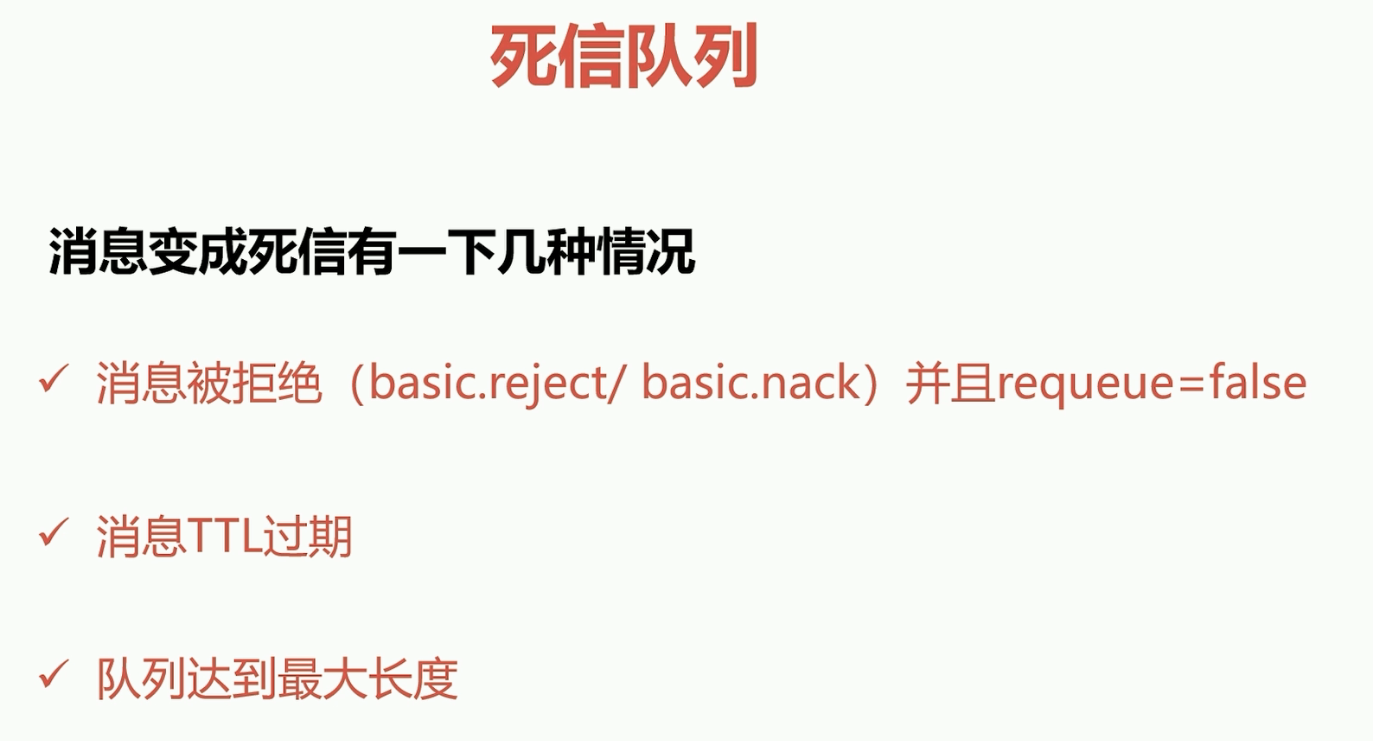 死信队列
消息变成死信有一下几种情况
✓ 消息被拒绝（basic.reject/ basic.nack）并且requeue=false
✓ 消息TTL过期
✓ 队列达到最大长度